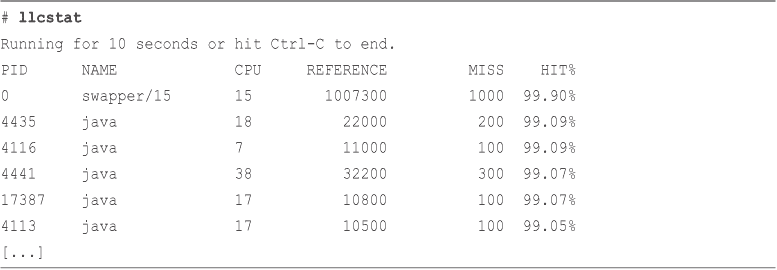 # llcstat
Running for 10 seconds or hit Ctrl-C to end.
PID      NAME             CPU     REFERENCE         MISS    HIT%
0        swapper/15       15        1007300         1000  99.90%
4435     java             18          22000          200  99.09%
4116     java             7           11000          100  99.09%
4441     java             38          32200          300  99.07%
17387    java             17          10800          100  99.07%
4113     java             17          10500          100  99.05%
[...]